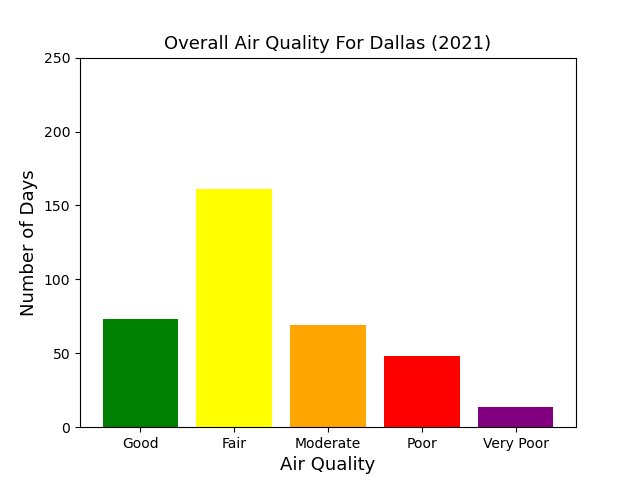 Overall Air Quality For Dallas (2021)
250
200
150
100
50
0
Number of Days
Good Fair Moderate Poor Very Poor
Air Quality